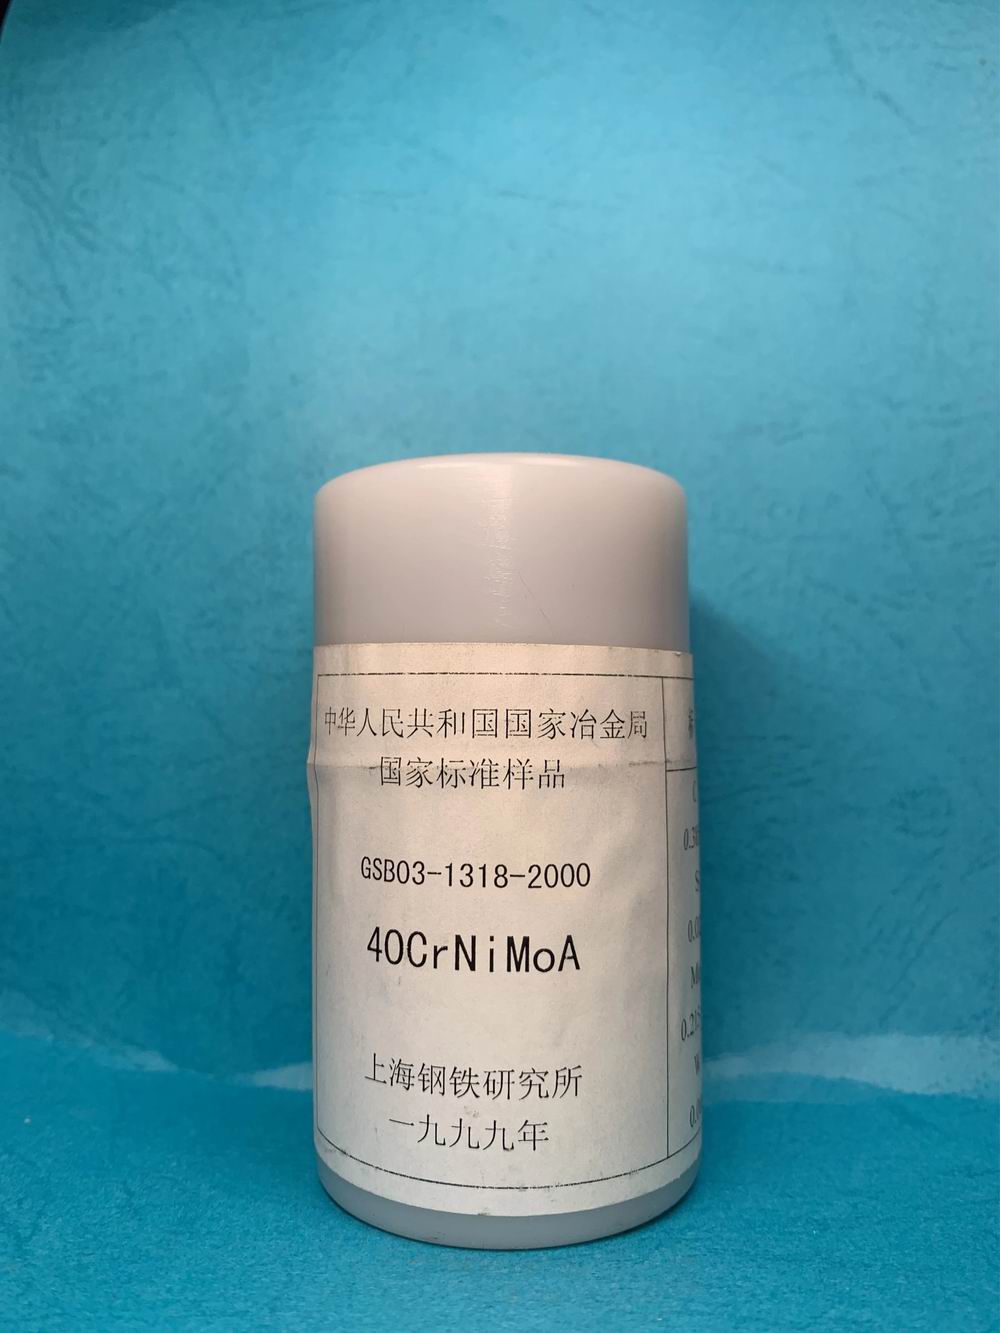 中华人民共和国国家冶金局
国家标准样品
GSB03-1318-2000
40CrNiMoA
上海钢铁研究所
一九九九年